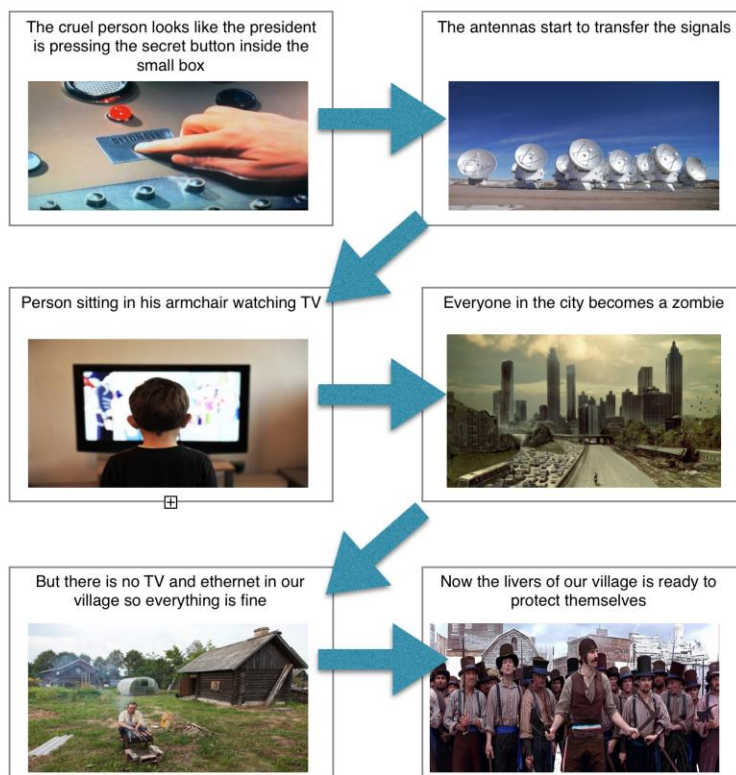 The cruel person looks like the president
is pressing the secret button inside the
small box
The antennas start to transfer the signals
Person sitting in his armchair watching TV
Everyone in the city becomes a zombie
But there is no TV and ethernet in our
village so everything is fine
Now the livers of our village is ready to
protect themselves